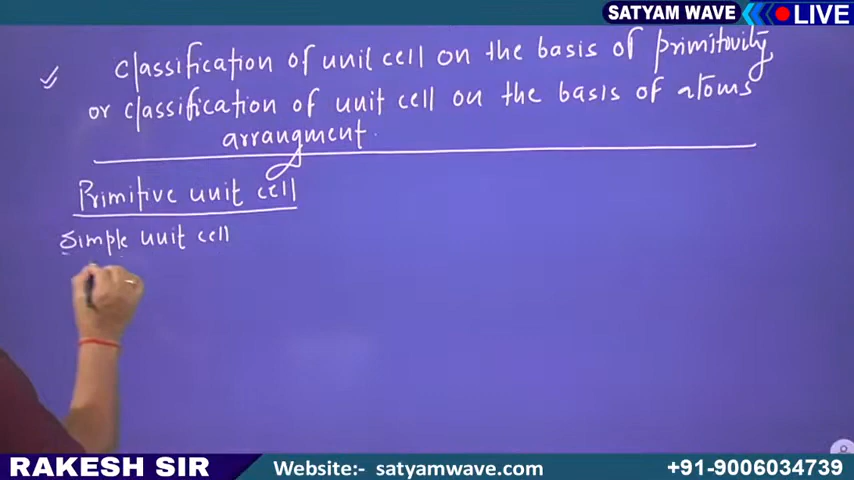 SATYAM WAVE LIVE
classification of unit cell on the basis of primitovity
or classification of unit cell on the basis of atoms
arrangment.
Primitive unit cell
Simple unit cell
RAKESH SIR Website:- satyamwave.com +91-9006034739